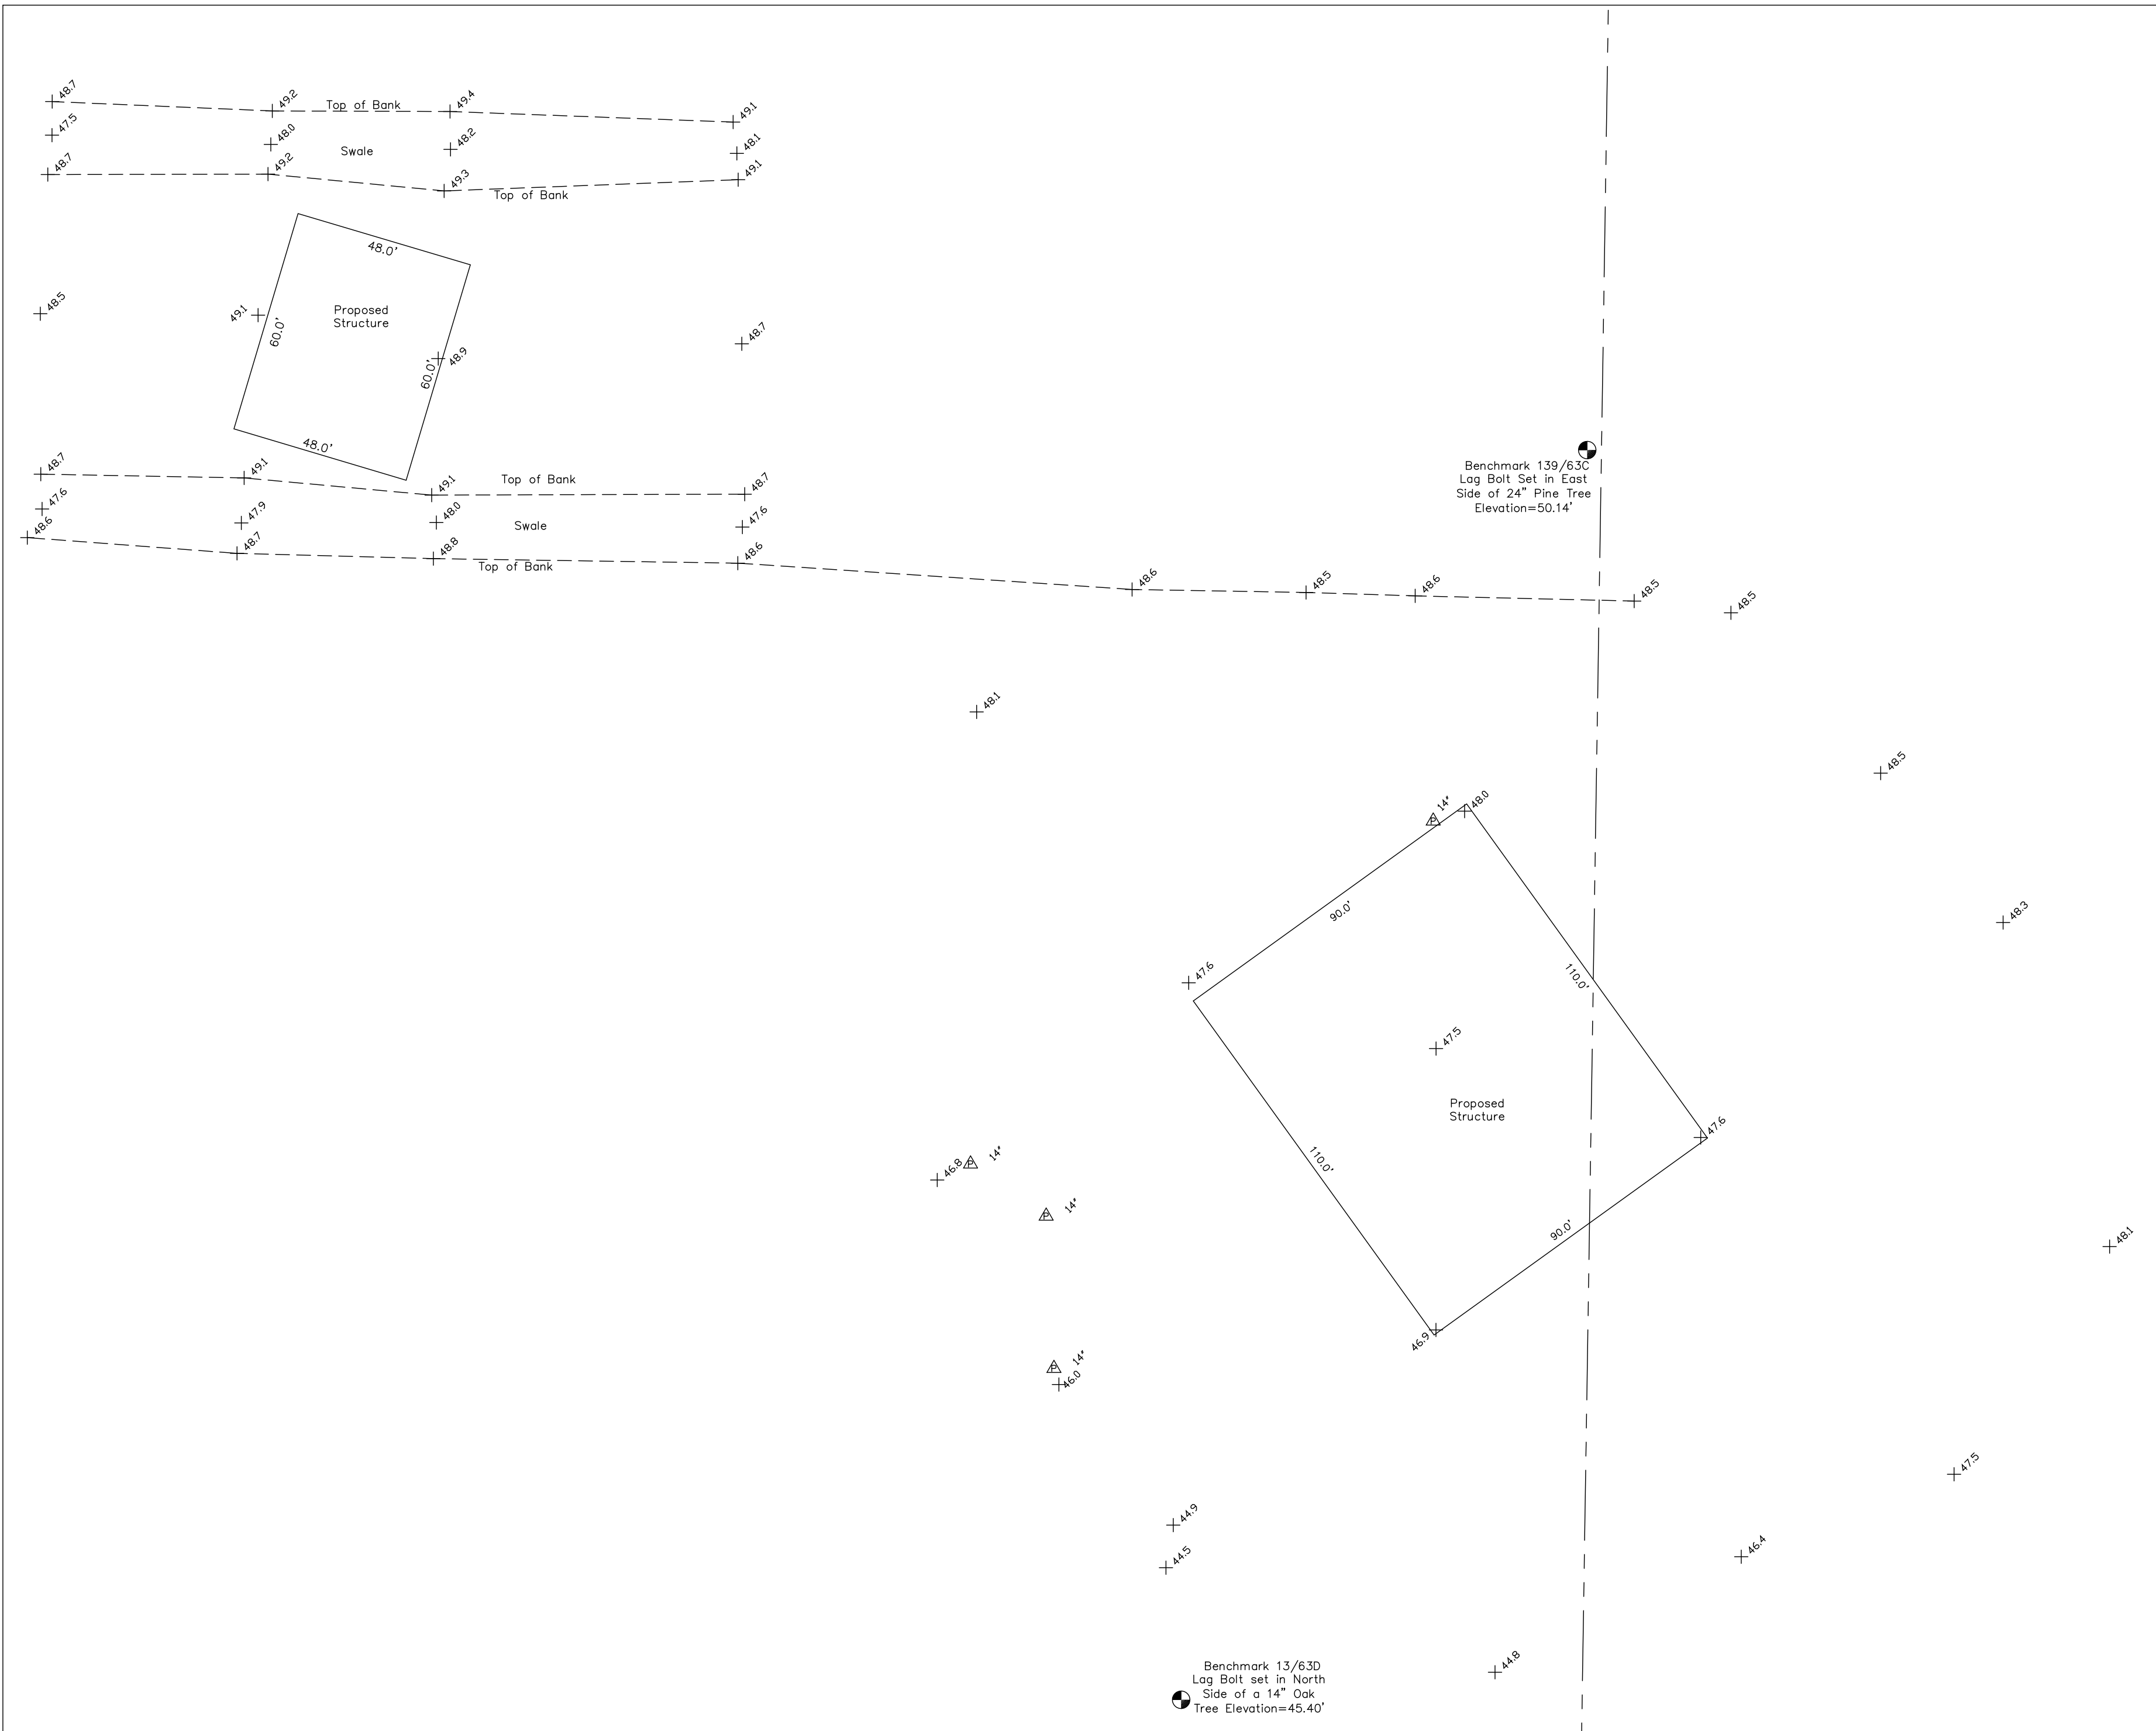 48.7
49.2
Top of Bank
49.4
49.1
47.5
48.0
Swale
48.2
48.1
48.7
49.2
49.3
Top of Bank
49.1
48.0'
48.5
49.1
60.0'
Proposed
Structure
60.0'
48.9
48.7
48.0'
48.7
49.1
49.1
Top of Bank
48.7
47.6
47.9
48.0
Swale
47.6
48.6
48.7
48.8
Top of Bank
48.6
48.6
48.5
48.6
48.5
48.5
Benchmark 139/63C
Lag Bolt Set in East
Side of 24" Pine Tree
Elevation=50.14'
48.1
48.5
14"
P
48.0
90.0'
48.3
47.6
110.0'
47.5
Proposed
Structure
47.6
110.0'
90.0'
46.8
P
14"
P
14"
48.1
46.9
P
14"
46.0
47.5
44.9
44.5
46.4
44.8
Benchmark 13/63D
Lag Bolt set in North
Side of a 14" Oak
Tree Elevation=45.40'